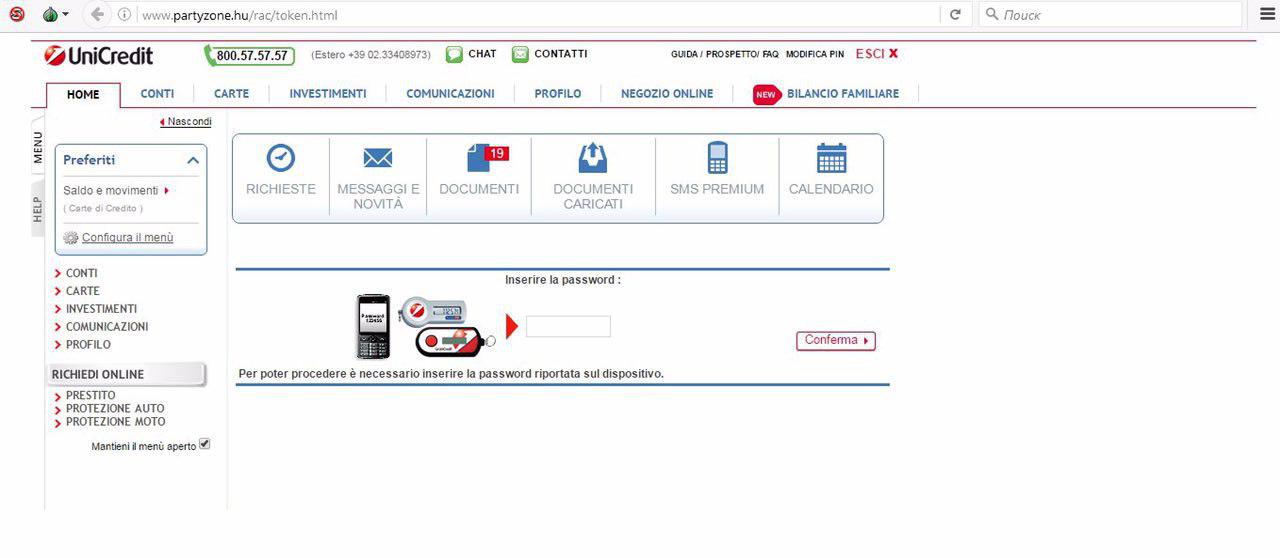 www.partyzone.hu/rac/token.html
Поиск
UniCredit
800.57.57.57
(Estero +39 02.33408973)
CHAT
CONTATTI
GUIDA / PROSPETTO/ FAQ MODIFICA PIN
ESCI X
HOME
CONTI
CARTE
INVESTIMENTI
COMUNICAZIONI
PROFILO
NEGOZIO ONLINE
NEW
BILANCIO FAMILIARE
Nascondi
MENU
HELP
Preferiti
Saldo e movimenti
( Carte di Credito )
Configura il menù
RICHIESTE
MESSAGGI E
NOVITÀ
19
DOCUMENTI
DOCUMENTI
CARICATI
SMS PREMIUM
CALENDARIO
CONTI
CARTE
INVESTIMENTI
COMUNICAZIONI
PROFILO
RICHIEDI ONLINE
PRESTITO
PROTEZIONE AUTO
PROTEZIONE MOTO
Mantieni il menù aperto
Inserire la password :
Password
123456
Conferma
Per poter procedere è necessario inserire la password riportata sul dispositivo.